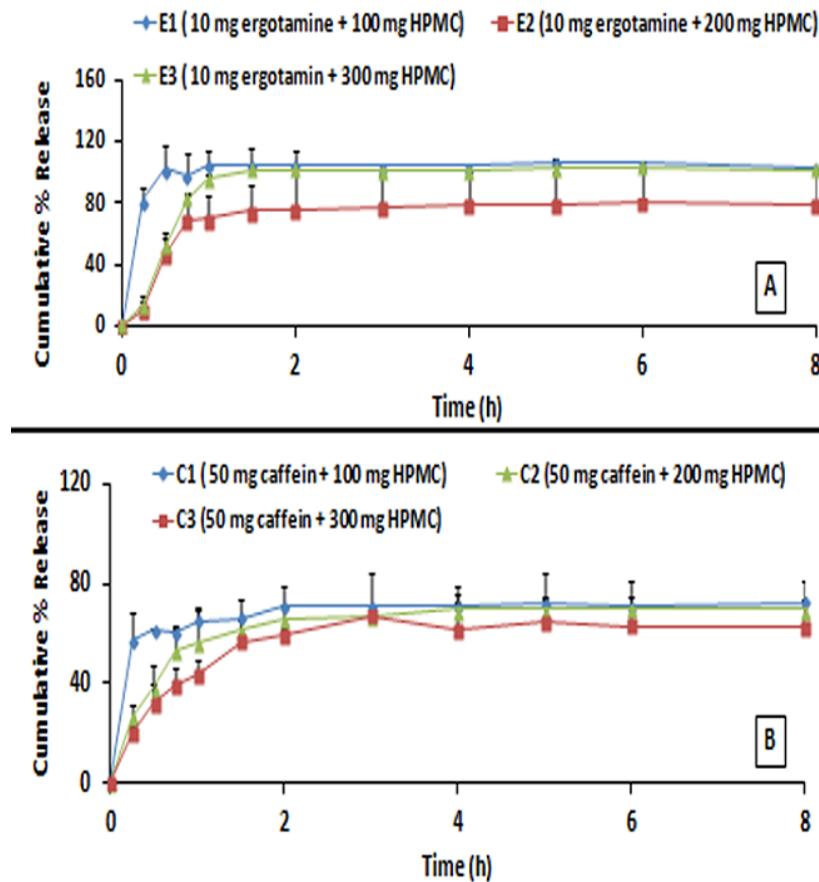 E1 ( 10 mg ergotamine + 100 mg HPMC) E2 (10 mg ergotamine + 200 mg HPMC)
E3 ( 10 mg ergotamin + 300 mg HPMC)
Cumulative % Release
160
120
80
40
0
A
0 2 4 6 8
Time (h)
C1 ( 50 mg caffein + 100 mg HPMC) C2 ( 50 mg caffein + 200 mg HPMC)
C3 ( 50 mg caffein + 300 mg HPMC)
Cumulative % Release
120
80
40
0
B
0 2 4 6 8
Time (h)